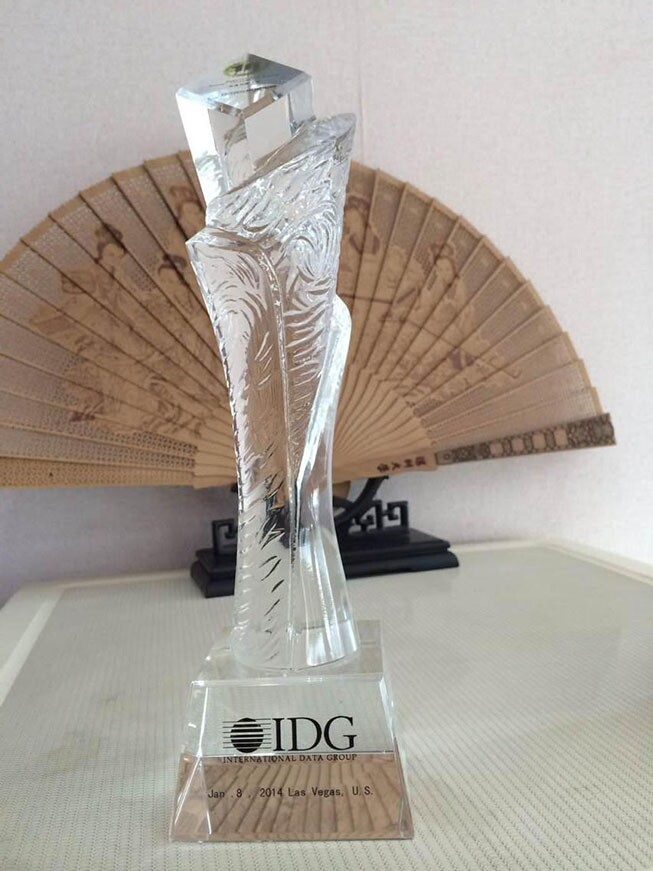 IDG
INTERNATIONAL DATA GROUP
Jan .8 , 2014 Las Vegas, U.S.